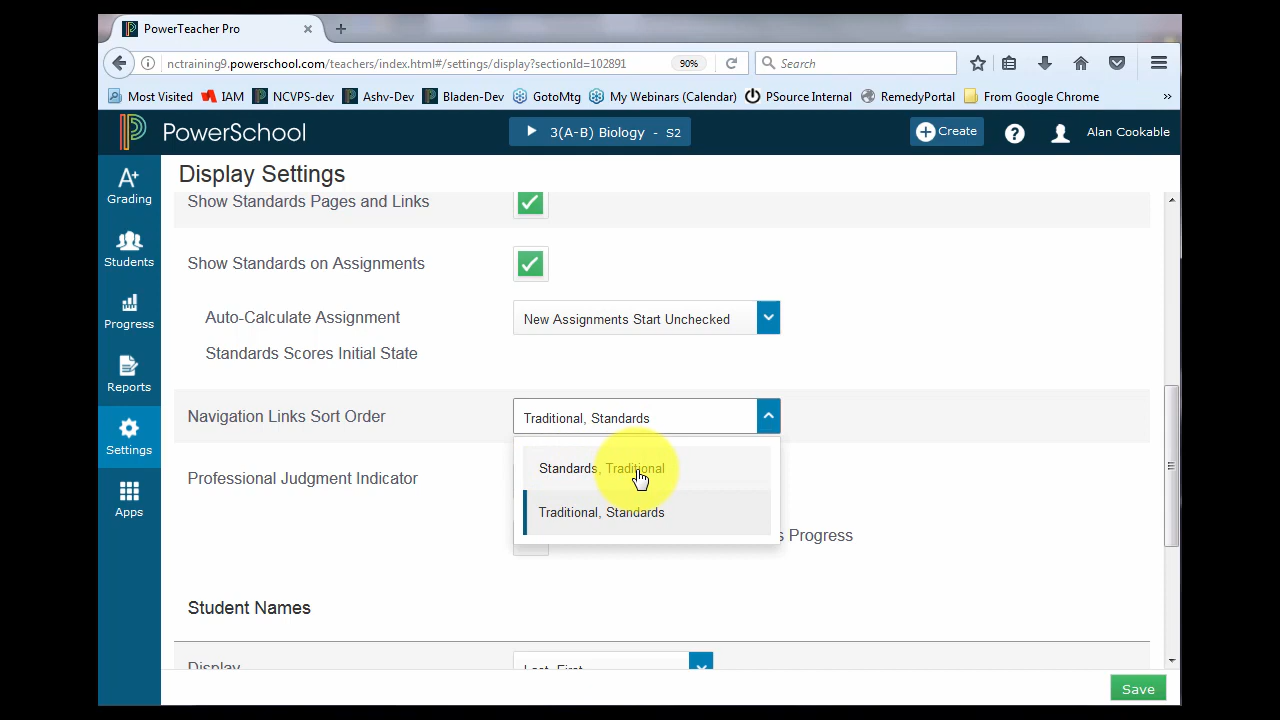 PowerTeacher Pro
nctraining9.powerschool.com/teachers/index.html#/settings/display?sectionId=102891
90%
Search
Most Visited
IAM
NCVPS-dev
Ashv-Dev
Bladen-Dev
GotoMtg
My Webinars (Calendar)
PSource Internal
RemedyPortal
From Google Chrome
PowerSchool
3(A-B) Biology - S2
Create
Alan Cookable
A+
Grading
Students
Progress
Reports
Settings
Apps
Display Settings
Show Standards Pages and Links
Show Standards on Assignments
Auto-Calculate Assignment
Standards Scores Initial State
New Assignments Start Unchecked
Navigation Links Sort Order
Traditional, Standards
Standards, Traditional
Traditional, Standards
Professional Judgment Indicator
s Progress
Student Names
Display
Last, First
Save